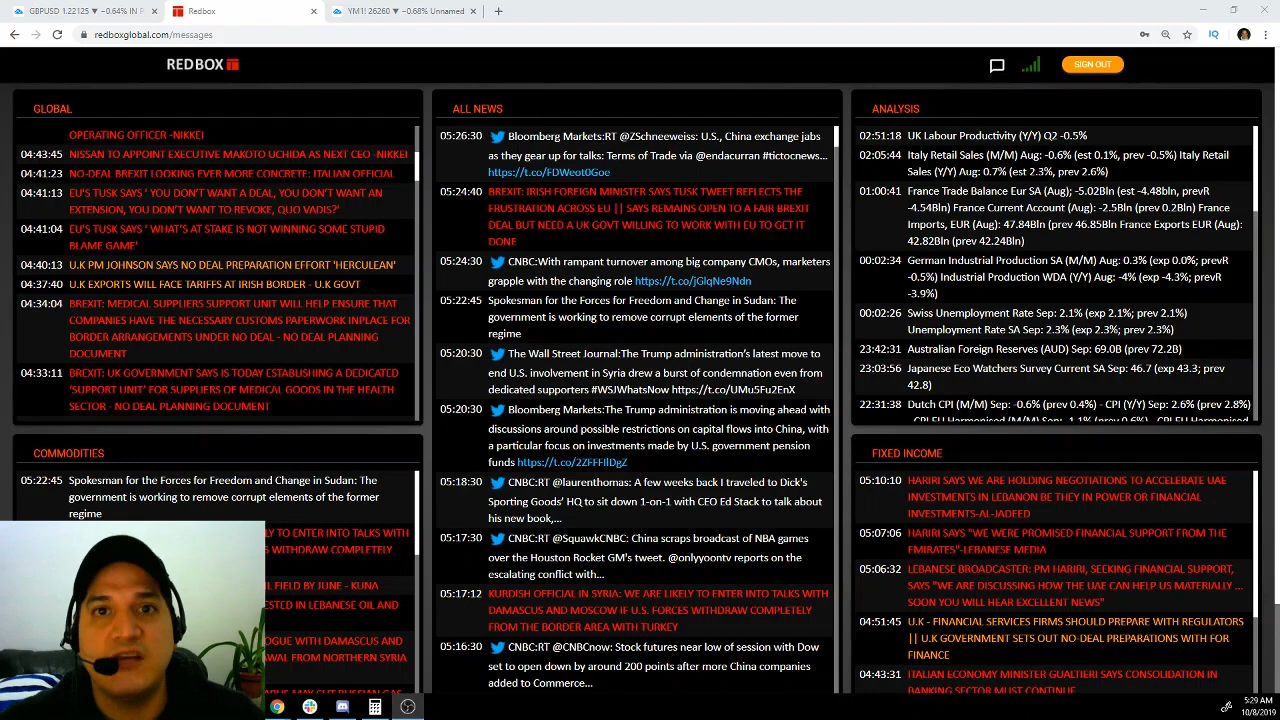 GBPUSD 1.22125 ▼ −0.64% IN P
Redbox
YM1! 26260 ▼ −0.68% Unnamed
redboxglobal.com/messages
REDBOX
SIGN OUT
GLOBAL
OPERATING OFFICER -NIKKEI
04:43:45 NISSAN TO APPOINT EXECUTIVE MAKOTO UCHIDA AS NEXT CEO -NIKKEI
04:41:23 NO-DEAL BREXIT LOOKING EVER MORE CONCRETE: ITALIAN OFFICIAL
04:41:13 EU'S TUSK SAYS ' YOU DON'T WANT A DEAL, YOU DON'T WANT AN
EXTENSION, YOU DON'T WANT TO REVOKE, QUO VADIS?'
04:41:04 EU'S TUSK SAYS ' WHAT'S AT STAKE IS NOT WINNING SOME STUPID
BLAME GAME'
04:40:13 U.K PM JOHNSON SAYS NO DEAL PREPARATION EFFORT 'HERCULEAN'
04:37:40 U.K EXPORTS WILL FACE TARIFFS AT IRISH BORDER - U.K GOVT
04:34:04 BREXIT: MEDICAL SUPPLIERS SUPPORT UNIT WILL HELP ENSURE THAT
COMPANIES HAVE THE NECESSARY CUSTOMS PAPERWORK INPLACE FOR
BORDER ARRANGEMENTS UNDER NO DEAL - NO DEAL PLANNING
DOCUMENT
04:33:11 BREXIT: UK GOVERNMENT SAYS IS TODAY ESTABLISHING A DEDICATED
'SUPPORT UNIT' FOR SUPPLIERS OF MEDICAL GOODS IN THE HEALTH
SECTOR - NO DEAL PLANNING DOCUMENT
COMMODITIES
05:22:45 Spokesman for the Forces for Freedom and Change in Sudan: The
government is working to remove corrupt elements of the former
regime
LY TO ENTER INTO TALKS WITH
WITHDRAW COMPLETELY
IL FIELD BY JUNE - KUNA
ESTED IN LEBANESE OIL AND
OGUE WITH DAMASCUS AND
AWAL FROM NORTHERN SYRIA
ARUS MAY CUT RUSSIAN GAS
ALL NEWS
05:26:30 Bloomberg Markets:RT @ZSchneeweiss: U.S., China exchange jabs
as they gear up for talks: Terms of Trade via @endacurran #tictocnews...
https://t.co/FDWeot0Goe
05:24:40 BREXIT: IRISH FOREIGN MINISTER SAYS TUSK TWEET REFLECTS THE
FRUSTRATION ACROSS EU || SAYS REMAINS OPEN TO A FAIR BREXIT
DEAL BUT NEED A UK GOVT WILLING TO WORK WITH EU TO GET IT
DONE
05:24:30 CNBC:With rampant turnover among big company CMOs, marketers
grapple with the changing role https://t.co/jGlqNe9Ndn
05:22:45 Spokesman for the Forces for Freedom and Change in Sudan: The
government is working to remove corrupt elements of the former
regime
05:20:30 The Wall Street Journal:The Trump administration's latest move to
end U.S. involvement in Syria drew a burst of condemnation even from
dedicated supporters #WSJWhatsNow https://t.co/UMu5Fu2EnX
05:20:30 Bloomberg Markets:The Trump administration is moving ahead with
discussions around possible restrictions on capital flows into China, with
a particular focus on investments made by U.S. government pension
funds https://t.co/2ZFFFIlDgZ
05:18:30 CNBC:RT @laurenthomas: A few weeks back I traveled to Dick's
Sporting Goods' HQ to sit down 1-on-1 with CEO Ed Stack to talk about
his new book,...
05:17:30 CNBC:RT @SquawkCNBC: China scraps broadcast of NBA games
over the Houston Rocket GM's tweet. @onlyyoontv reports on the
escalating conflict with...
05:17:12 KURDISH OFFICIAL IN SYRIA: WE ARE LIKELY TO ENTER INTO TALKS WITH
DAMASCUS AND MOSCOW IF U.S. FORCES WITHDRAW COMPLETELY
FROM THE BORDER AREA WITH TURKEY
05:16:30 CNBC:RT @CNBCnow: Stock futures near low of session with Dow
set to open down by around 200 points after more China companies
added to Commerce...
ANALYSIS
02:51:18 UK Labour Productivity (Y/Y) Q2 -0.5%
02:05:44 Italy Retail Sales (M/M) Aug: -0.6% (est 0.1%, prev -0.5%) Italy Retail
Sales (Y/Y) Aug: 0.7% (est 2.3%, prev 2.6%)
01:00:41 France Trade Balance Eur SA (Aug); -5.02Bln (est -4.48bln, prevR
-4.54Bln) France Current Account (Aug): -2.5Bln (prev 0.2Bln) France
Imports, EUR (Aug): 47.84Bln (prev 46.85Bln France Exports EUR (Aug):
42.82Bln (prev 42.24Bln)
00:02:34 German Industrial Production SA (M/M) Aug: 0.3% (exp 0.0%; prevR
-0.5%) Industrial Production WDA (Y/Y) Aug: -4% (exp -4.3%; prevR
-3.9%)
00:02:26 Swiss Unemployment Rate Sep: 2.1% (exp 2.1%; prev 2.1%)
Unemployment Rate SA Sep: 2.3% (exp 2.3%; prev 2.3%)
23:42:31 Australian Foreign Reserves (AUD) Sep: 69.0B (prev 72.2B)
23:03:56 Japanese Eco Watchers Survey Current SA Sep: 46.7 (exp 43.3; prev
42.8)
22:31:38 Dutch CPI (M/M) Sep: -0.6% (prev 0.4%) - CPI (Y/Y) Sep: 2.6% (prev 2.8%)
FIXED INCOME
05:10:10 HARIRI SAYS WE ARE HOLDING NEGOTIATIONS TO ACCELERATE UAE
INVESTMENTS IN LEBANON BE THEY IN POWER OR FINANCIAL
INVESTMENTS-AL-JADEED
05:07:06 HARIRI SAYS "WE WERE PROMISED FINANCIAL SUPPORT FROM THE
EMIRATES"-LEBANESE MEDIA
05:06:32 LEBANESE BROADCASTER: PM HARIRI, SEEKING FINANCIAL SUPPORT,
SAYS "WE ARE DISCUSSING HOW THE UAE CAN HELP US MATERIALLY ...
SOON YOU WILL HEAR EXCELLENT NEWS"
04:51:45 U.K - FINANCIAL SERVICES FIRMS SHOULD PREPARE WITH REGULATORS
|| U.K GOVERNMENT SETS OUT NO-DEAL PREPARATIONS WITH FOR
FINANCE
04:43:31 ITALIAN ECONOMY MINISTER GUALTIERI SAYS CONSOLIDATION IN
BANKING SECTOR MUST CONTINUE
5:29 AM
10/8/2019